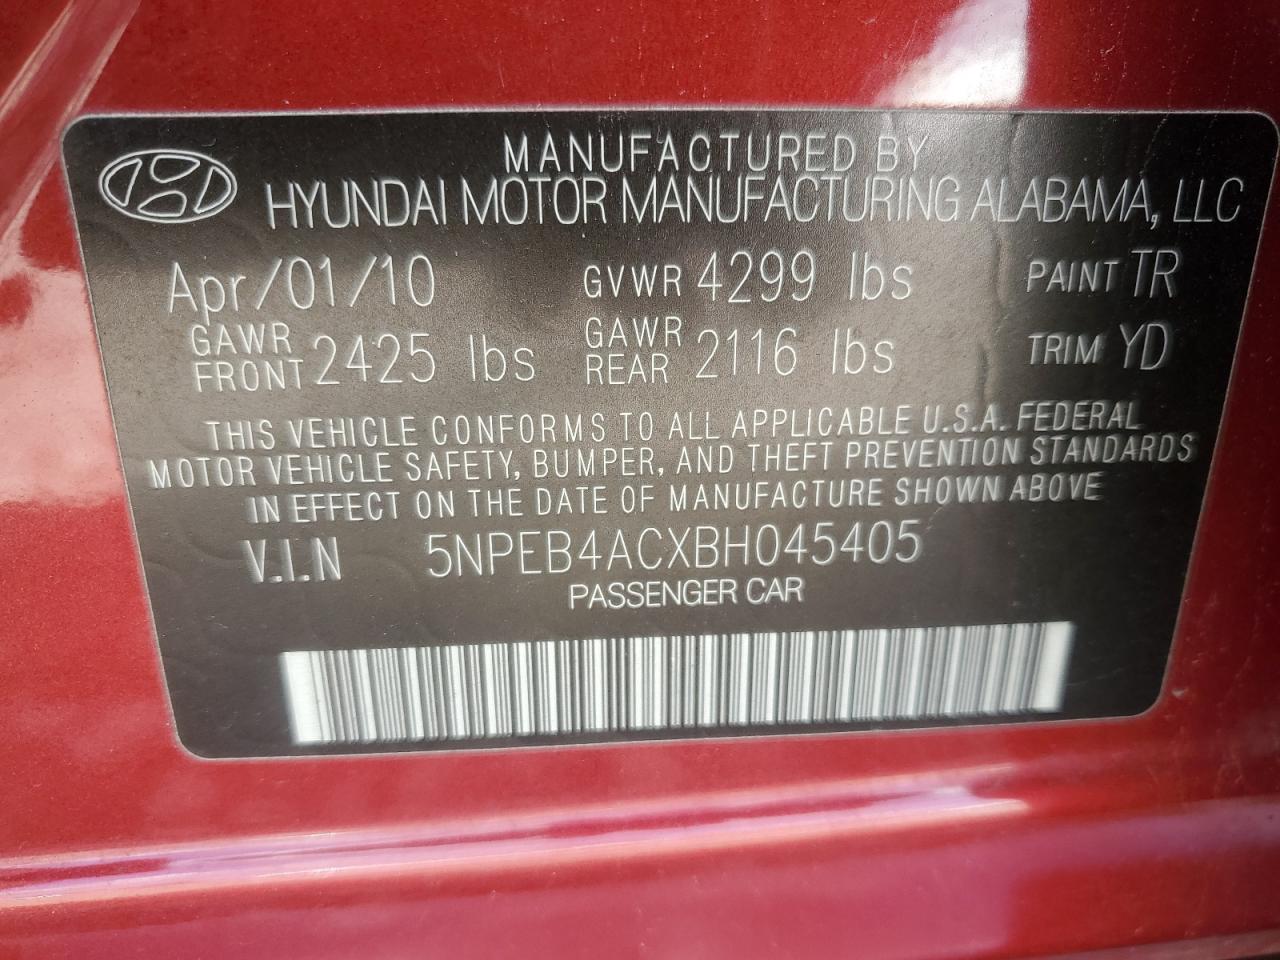 MANUFACTURED BY
HYUNDAI MOTOR MANUFACTURING ALABAMA, LLC
Apr/01/10 GVWR 4299 lbs PAINT TR
GAWR FRONT 2425 lbs GAWR REAR 2116 lbs TRIM YD
THIS VEHICLE CONFORMS TO ALL APPLICABLE U.S.A. FEDERAL
MOTOR VEHICLE SAFETY, BUMPER, AND THEFT PREVENTION STANDARDS
IN EFFECT ON THE DATE OF MANUFACTURE SHOWN ABOVE
V.I.N 5NPEB4ACXBH045405
PASSENGER CAR